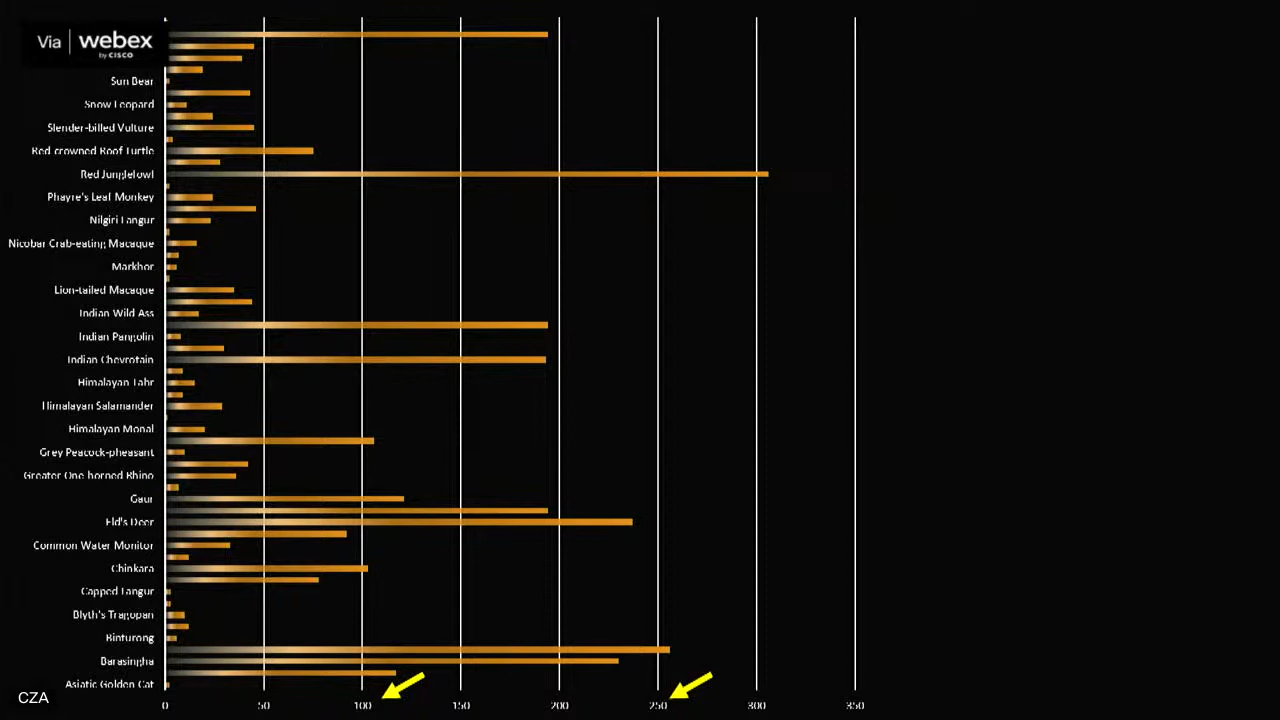 Via webex
by CISCO
Sun Bear
Snow Leopard
Slender-billed Vulture
Red-crowned Roof Turtle
Red Junglefowl
Phayre's Leaf Monkey
Nilgiri Langur
Nicobar Crab-eating Macaque
Markhor
Lion-tailed Macaque
Indian Wild Ass
Indian Pangolin
Indian Chevrotain
Himalayan Tahr
Himalayan Salamander
Himalayan Monal
Grey Peacock-pheasant
Greater One-horned Rhino
Gaur
Eld's Deer
Common Water Monitor
Chinkara
Capped Langur
Blyth's Tragopan
Binturong
Barasingha
Asiatic Golden Cat
CZA
0 50 100 150 200 250 300 350